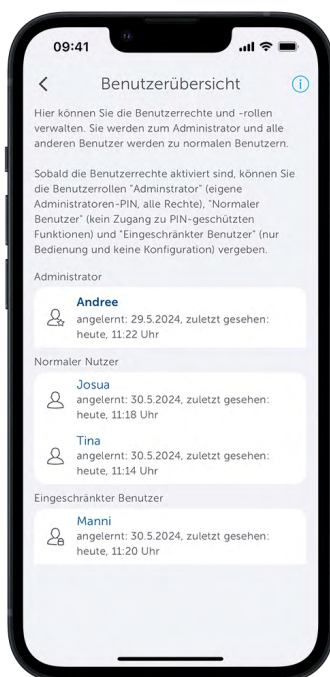 09:41
Benutzerübersicht
Hier können Sie die Benutzerrechte und -rollen
verwalten. Sie werden zum Administrator und alle
anderen Benutzer werden zu normalen Benutzern.
Sobald die Benutzerrechte aktiviert sind, können Sie
die Benutzerrollen "Adminstrator" (eigene
Administratoren-PIN, alle Rechte), "Normaler
Benutzer" (kein Zugang zu PIN-geschützten
Funktionen) und "Eingeschränkter Benutzer" (nur
Bedienung und keine Konfiguration) vergeben.
Administrator
Andree
angelernt: 29.5.2024, zuletzt gesehen:
heute, 11:22 Uhr
Normaler Nutzer
Josua
angelernt: 30.5.2024, zuletzt gesehen:
heute, 11:18 Uhr
Tina
angelernt: 30.5.2024, zuletzt gesehen:
heute, 11:14 Uhr
Eingeschränkter Benutzer
Manni
angelernt: 30.5.2024, zuletzt gesehen:
heute, 11:20 Uhr